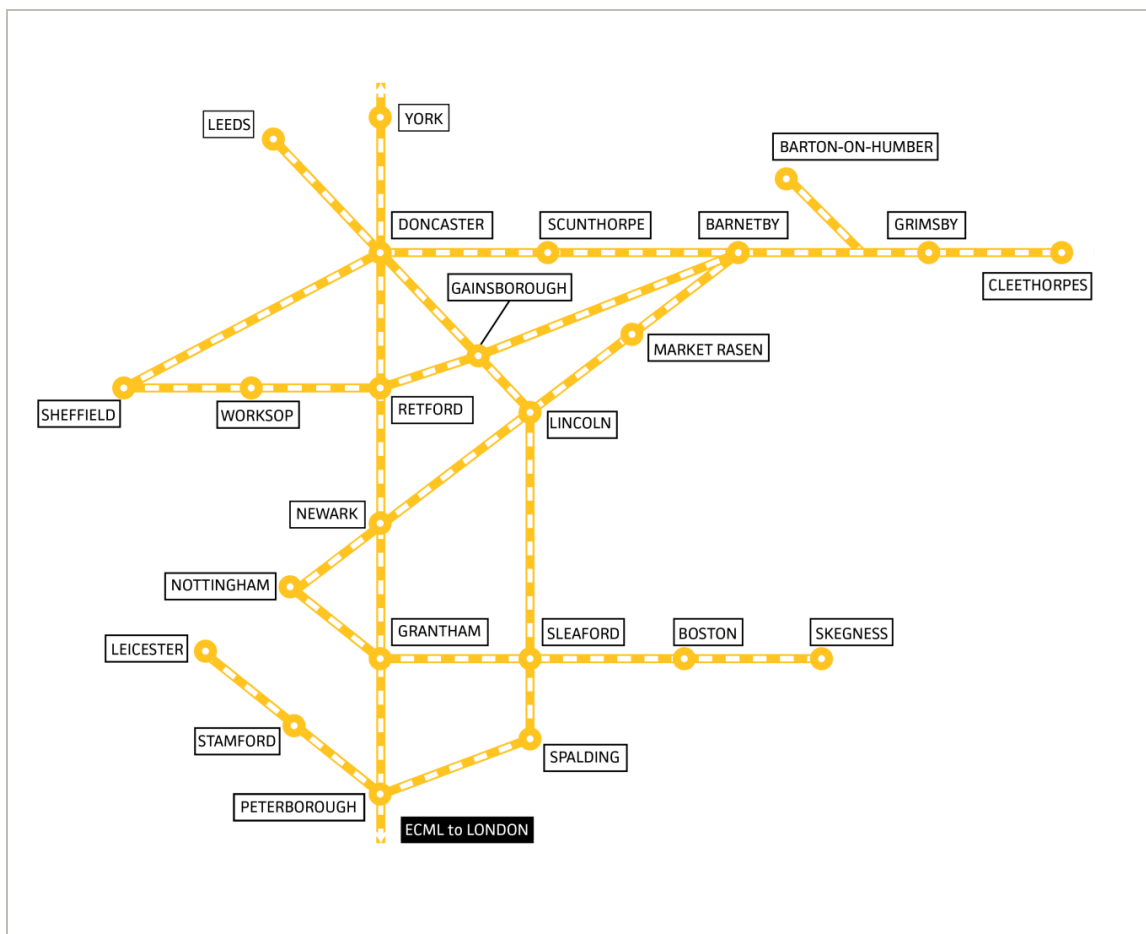 YORK
LEEDS
BARTON-ON-HUMBER
DONCASTER
SCUNTHORPE
BARNETBY
GRIMSBY
GAINSBOROUGH
CLEETHORPES
MARKET RASEN
SHEFFIELD
WORKSOP
RETFORD
LINCOLN
NEWARK
NOTTINGHAM
GRANTHAM
SLEAFORD
BOSTON
SKEGNESS
LEICESTER
STAMFORD
SPALDING
PETERBOROUGH
ECML to LONDON